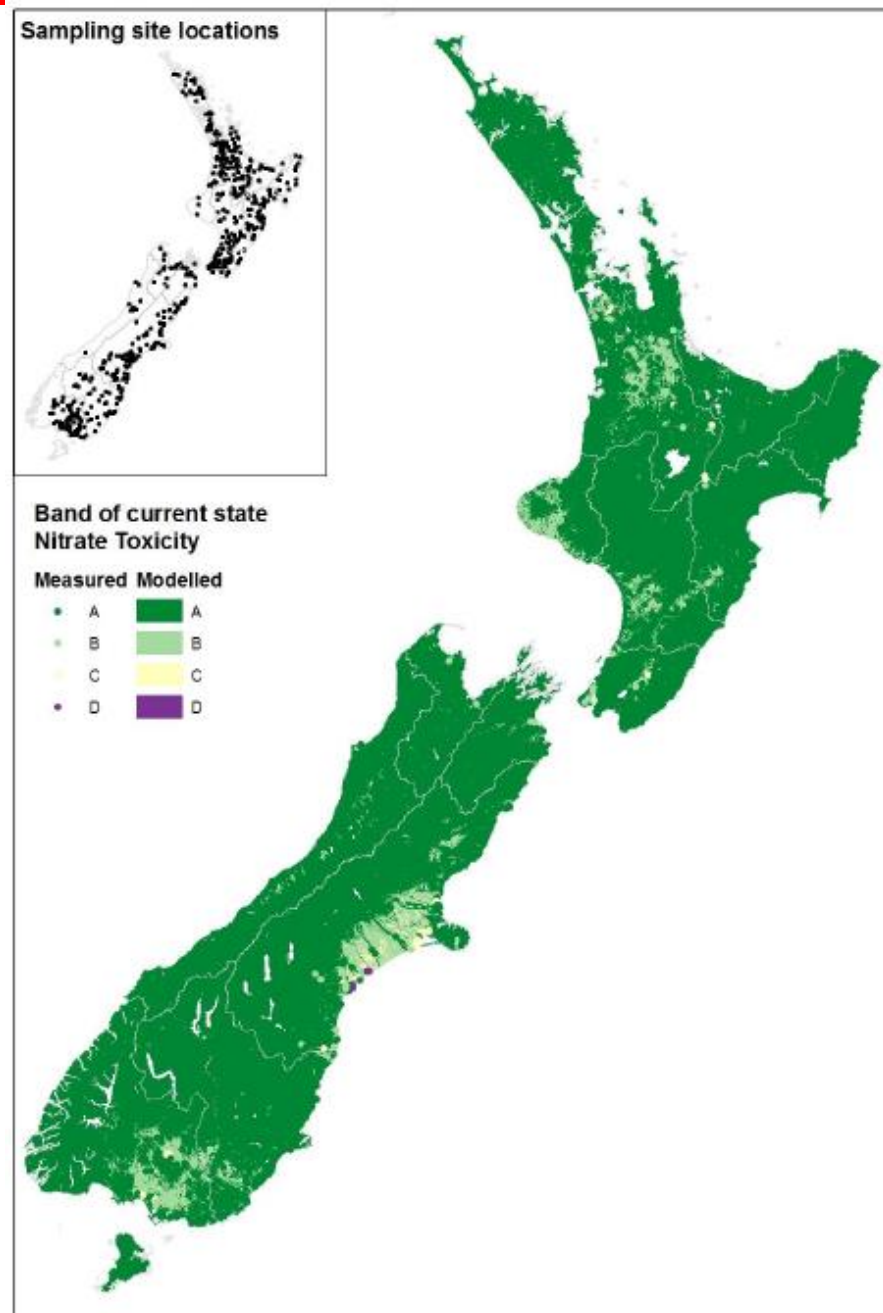 Sampling site locations
Band of current state
Nitrate Toxicity
Measured Modelled
A A
B B
C C
D D